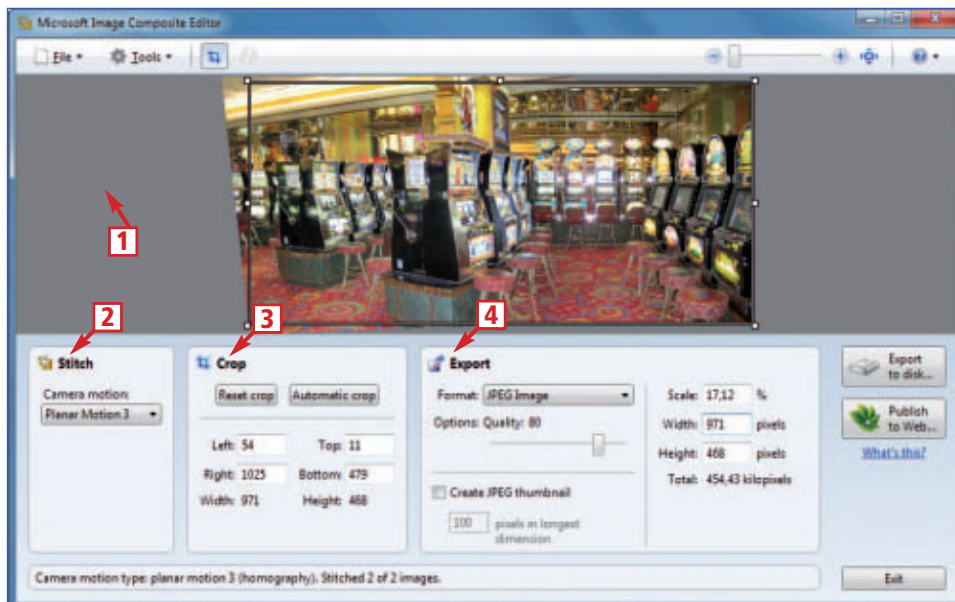 Microsoft Image Composite Editor
File Tools
1
2
3
4
Stitch
Camera motion:
Planar Motion 3
Crop
Reset crop Automatic crop
Left: 54 Top: 11
Right: 1025 Bottom: 479
Width: 971 Height: 468
Export
Format: JPEG Image
Options: Quality: 80
Create JPEG thumbnail
100 pixels in longest
dimension
Scale: 17,12 %
Width: 971 pixels
Height: 468 pixels
Total: 454,43 kilopixels
Export
to disk...
Publish
to Web...
What's this?
Camera motion type: planar motion 3 (homography). Stitched 2 of 2 images.
Exit